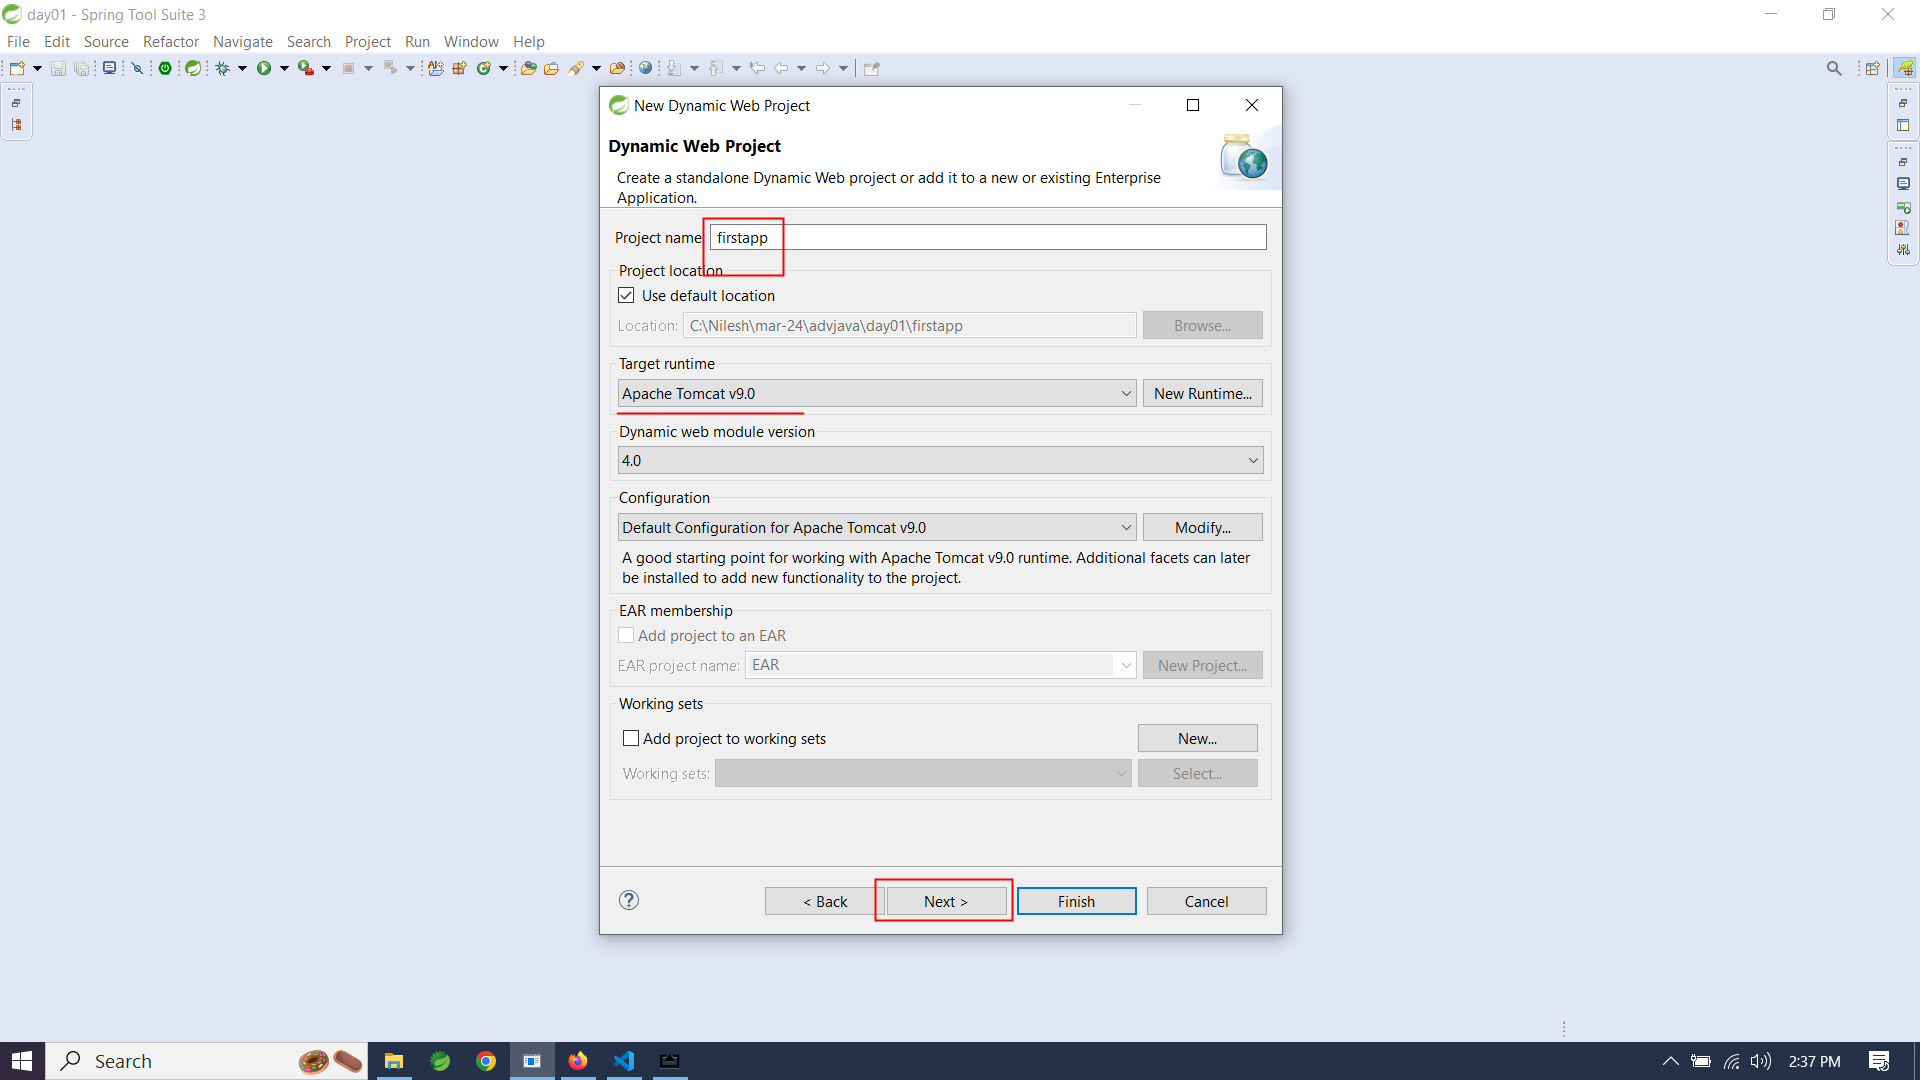 day01 - Spring Tool Suite 3
File Edit Source Refactor Navigate Search Project Run Window Help
New Dynamic Web Project
Dynamic Web Project
Create a standalone Dynamic Web project or add it to a new or existing Enterprise
Application.
Project name: firstapp
Project location
Use default location
Location: C:\Nilesh\mar-24\advjava\day01\firstapp Browse...
Target runtime
Apache Tomcat v9.0 New Runtime...
Dynamic web module version
4.0
Configuration
Default Configuration for Apache Tomcat v9.0 Modify...
A good starting point for working with Apache Tomcat v9.0 runtime. Additional facets can later
be installed to add new functionality to the project.
EAR membership
Add project to an EAR
EAR project name: EAR New Project...
Working sets
Add project to working sets New...
Working sets: Select...
? < Back Next > Finish Cancel
Search 2:37 PM